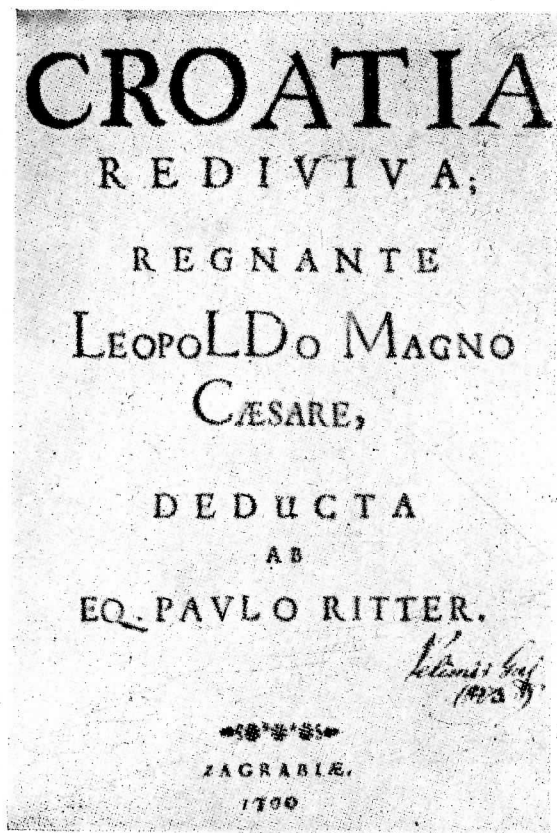 CROATIA
REDIVIVA;
REGNANTE
LEOPOLDO MAGNO
CÆSARE,
DEDUCTA
AB
EQ. PAVLO RITTER.
ZAGRABIÆ,
1700